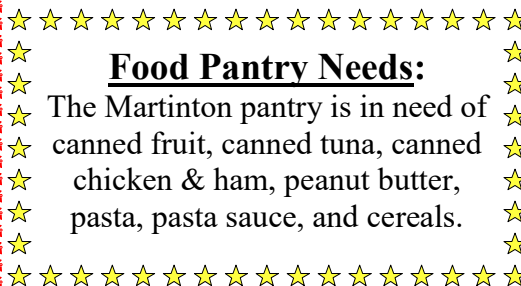 Food Pantry Needs:
The Martinton pantry is in need of
canned fruit, canned tuna, canned
chicken & ham, peanut butter,
pasta, pasta sauce, and cereals.